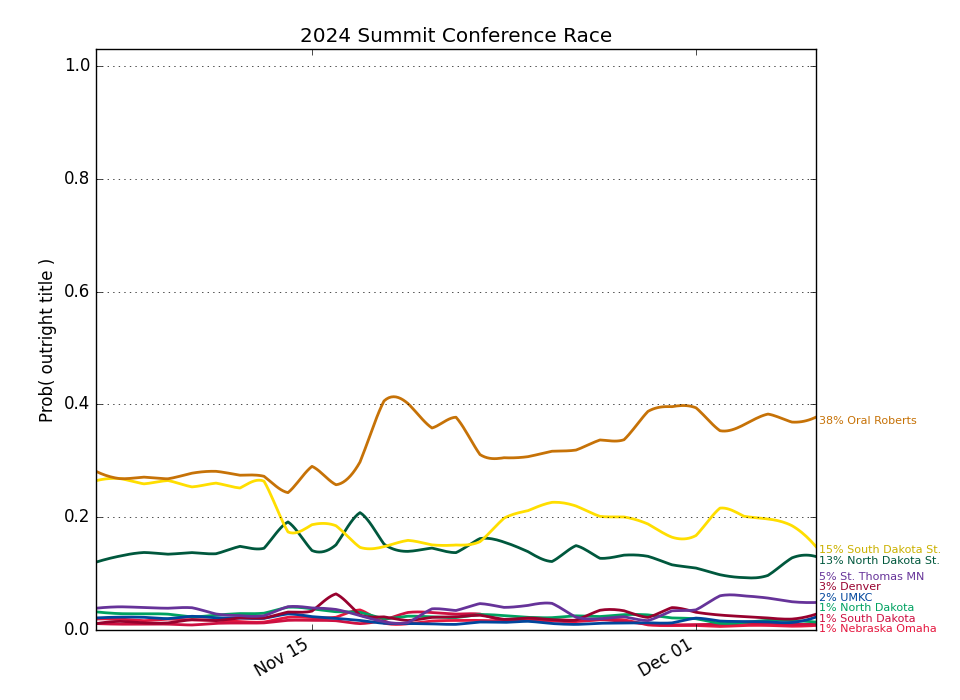 2024 Summit Conference Race
Prob( outright title )
1.0
0.8
0.6
0.4
0.2
0.0
Nov 15
Dec 01
38% Oral Roberts
15% South Dakota St.
13% North Dakota St.
5% St. Thomas MN
3% Denver
2% UMKC
1% North Dakota
1% South Dakota
1% Nebraska Omaha